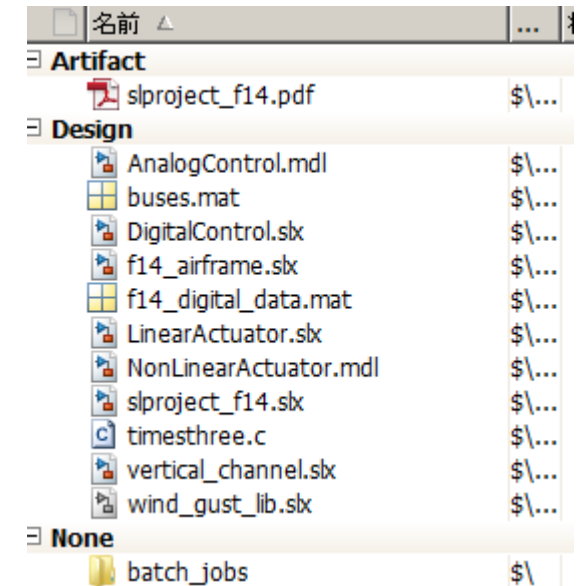 名前 ...
Artifact
slproject_f14.pdf $\...
Design
AnalogControl.mdl $\...
buses.mat $\...
DigitalControl.slx $\...
f14_airframe.slx $\...
f14_digital_data.mat $\...
LinearActuator.slx $\...
NonLinearActuator.mdl $\...
slproject_f14.slx $\...
timesthree.c $\...
vertical_channel.slx $\...
wind_gust_lib.slx $\...
None
batch_jobs $\